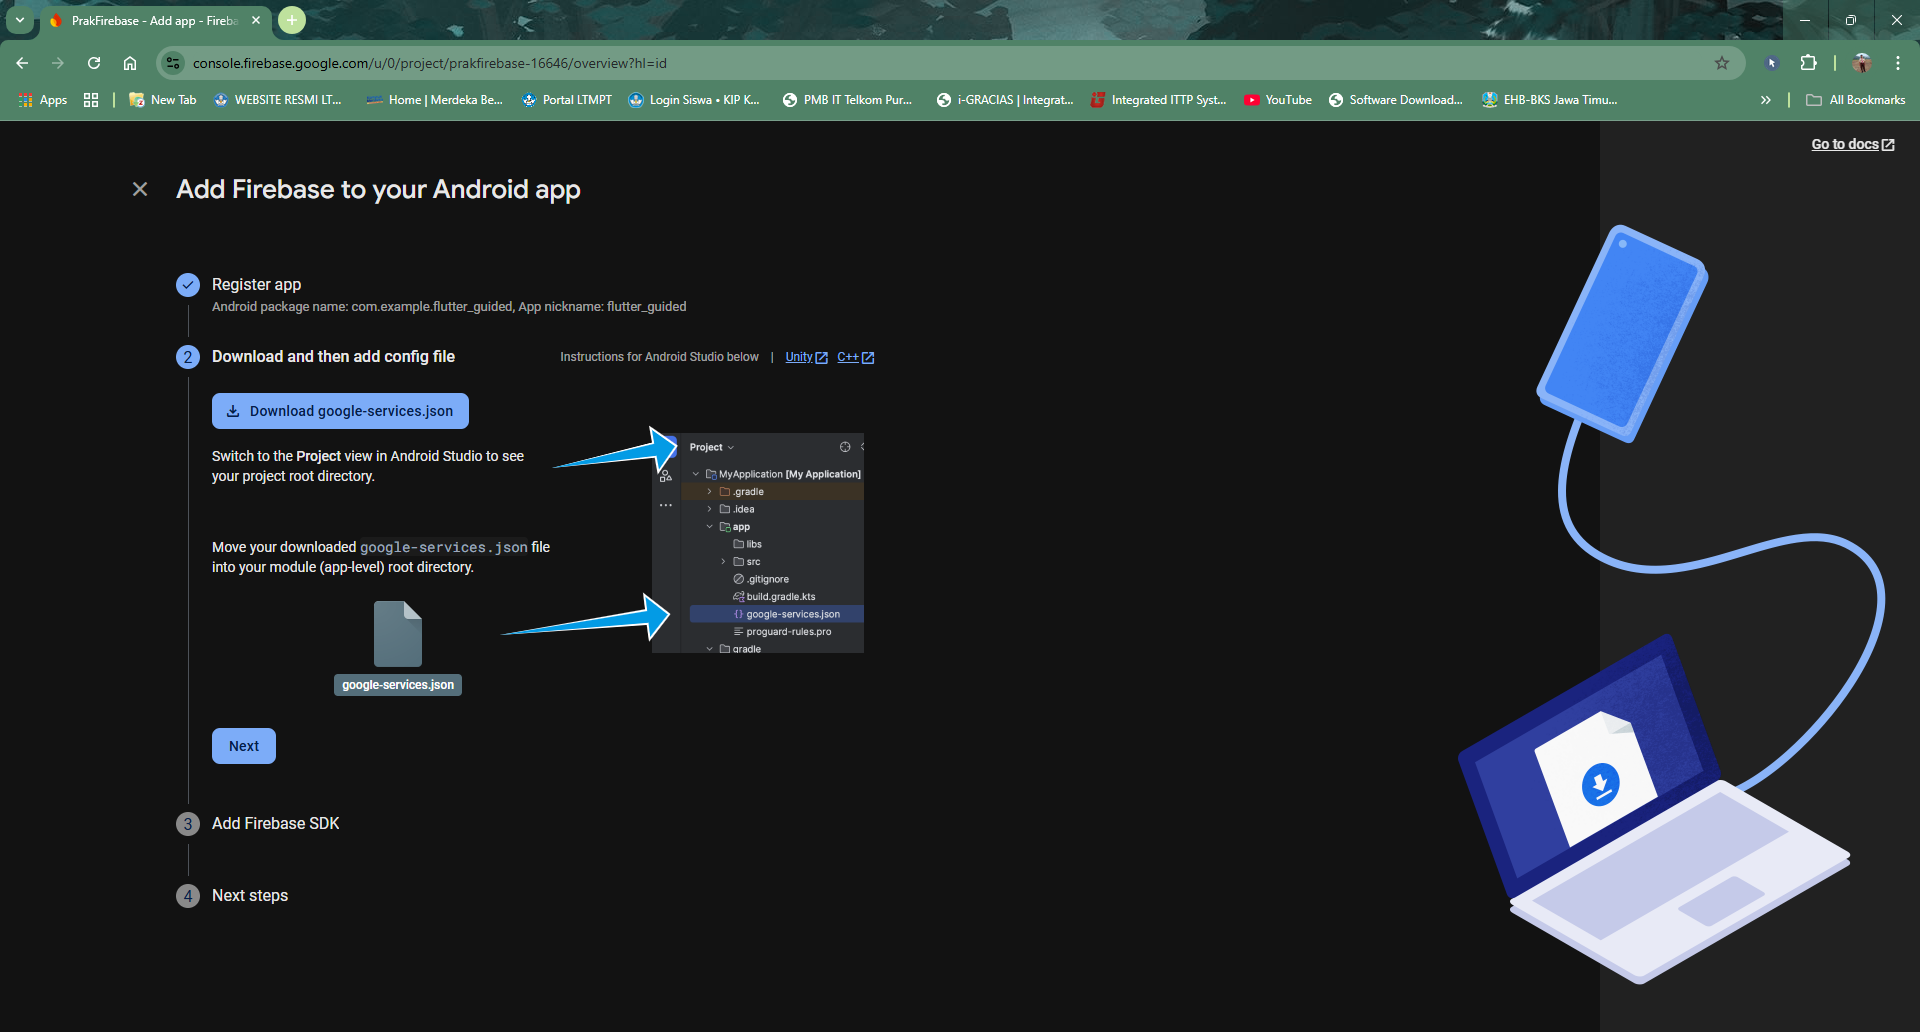 PrakFirebase - Add app - Fireba
console.firebase.google.com/u/0/project/prakfirebase-16646/overview?hl=id
Apps
New Tab
WEBSITE RESMI LT...
Home | Merdeka Be...
Portal LTMPT
Login Siswa • KIP K...
PMB IT Telkom Pur...
i-GRACIAS | Integrat...
Integrated ITTP Syst...
YouTube
Software Download...
EHB-BKS Jawa Timu...
All Bookmarks
Go to docs
Add Firebase to your Android app
Register app
Android package name: com.example.flutter_guided, App nickname: flutter_guided
2 Download and then add config file
Instructions for Android Studio below | Unity C++
Download google-services.json
Switch to the Project view in Android Studio to see
your project root directory.
Move your downloaded google-services.json file
into your module (app-level) root directory.
google-services.json
Project
MyApplication [My Application]
.gradle
.idea
app
libs
src
.gitignore
build.gradle.kts
google-services.json
proguard-rules.pro
gradle
Next
3 Add Firebase SDK
4 Next steps